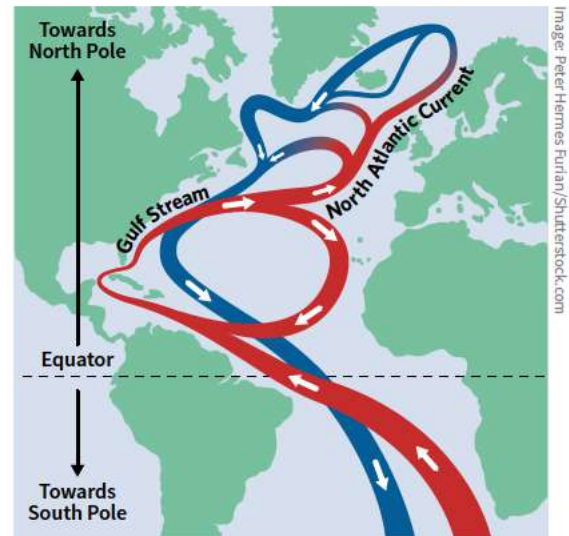 Towards
North Pole
Gulf Stream
North Atlantic Current
Equator
Towards
South Pole
Image: Peter Hermes Furian/Shutterstock.com